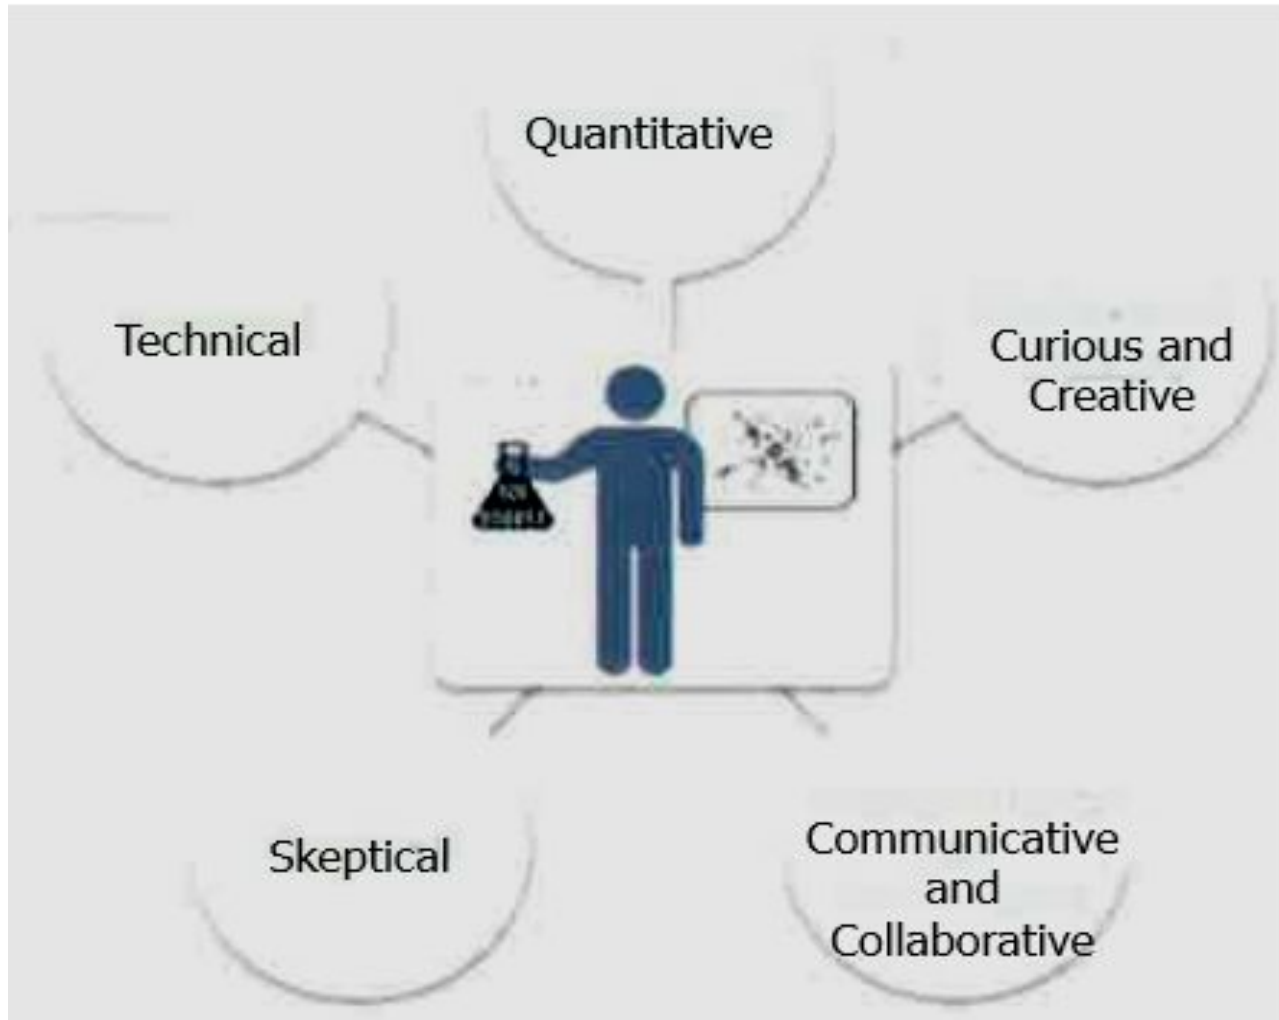 Quantitative
Technical
Curious and
Creative
Skeptical
Communicative
and
Collaborative